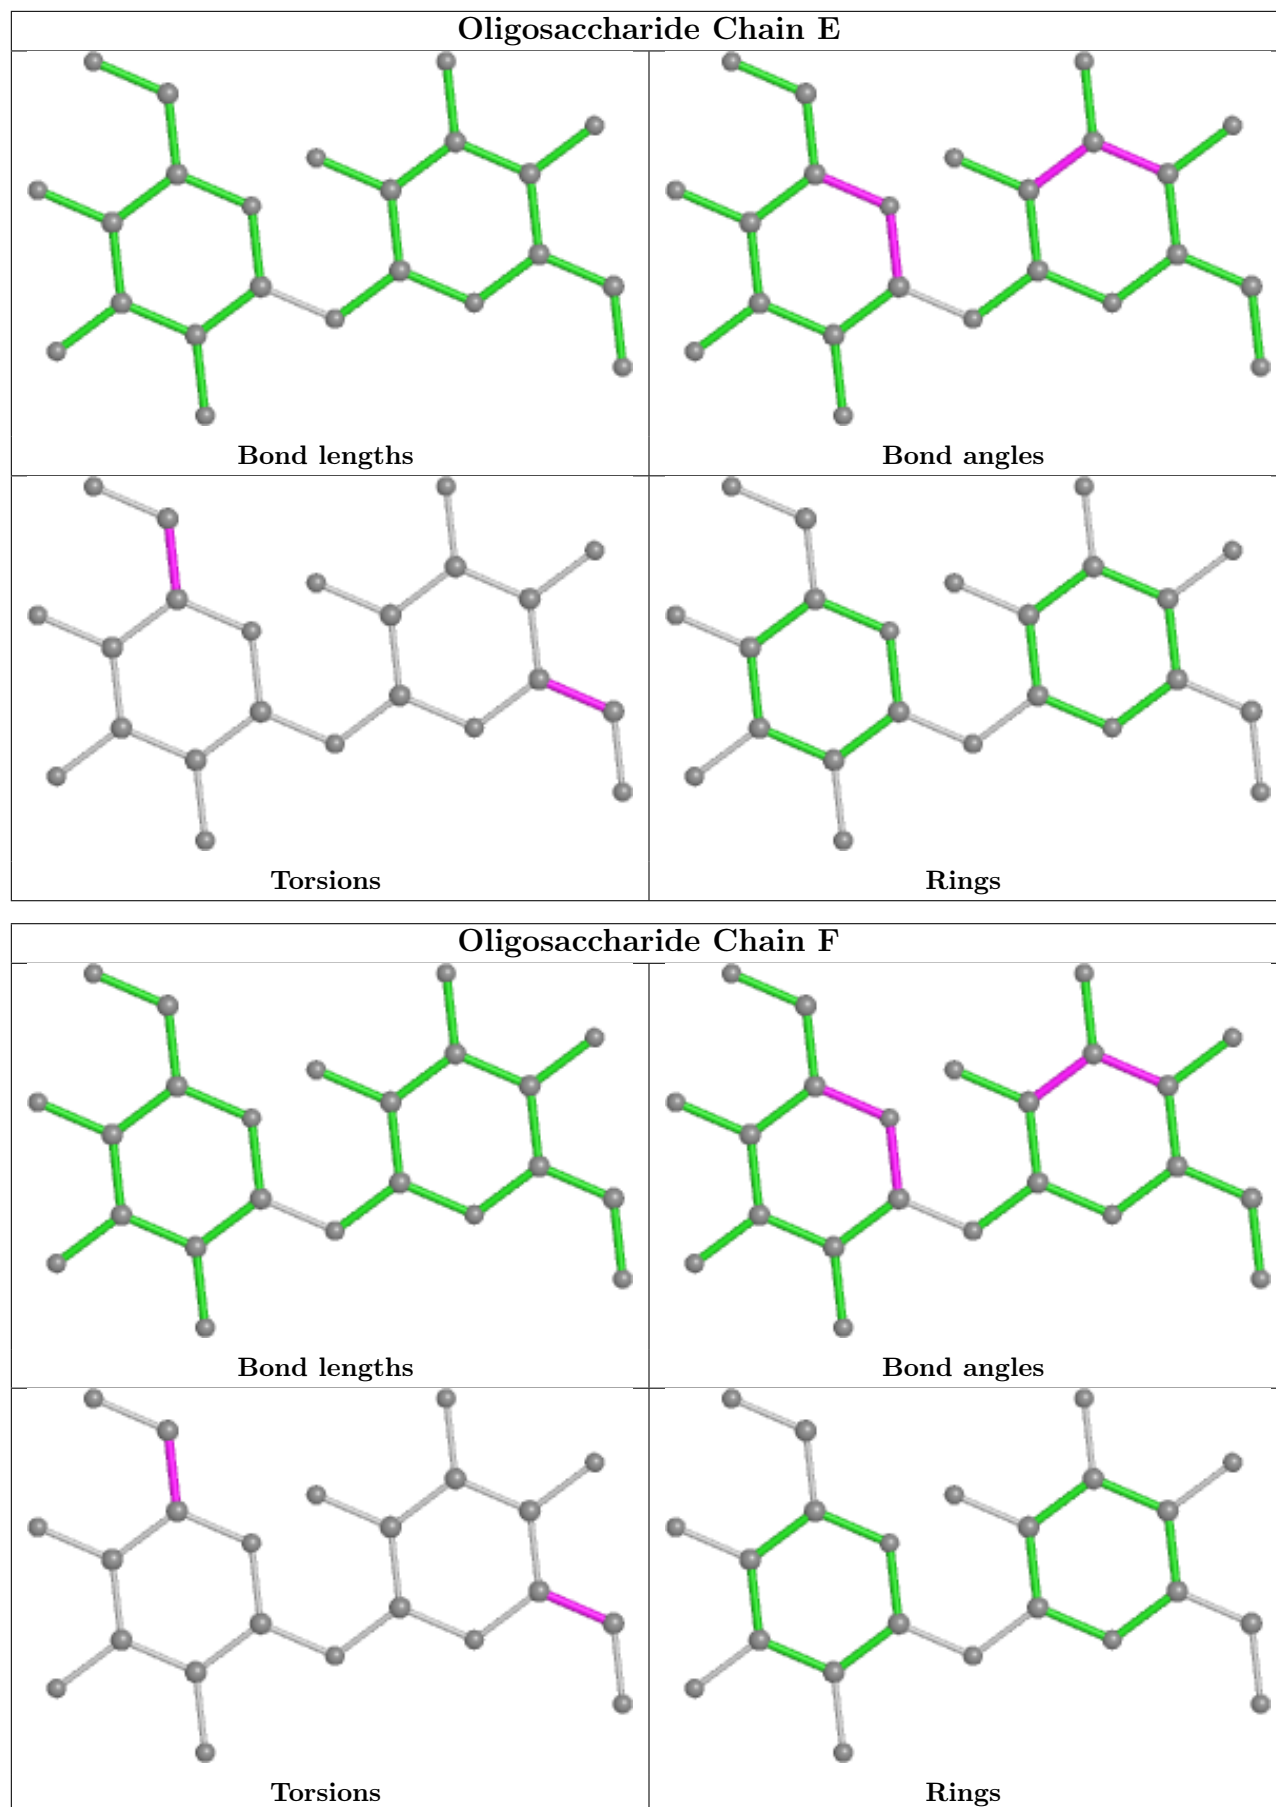 Oligosaccharide Chain E
Bond lengths
Bond angles
Torsions
Rings
Oligosaccharide Chain F
Bond lengths
Bond angles
Torsions
Rings